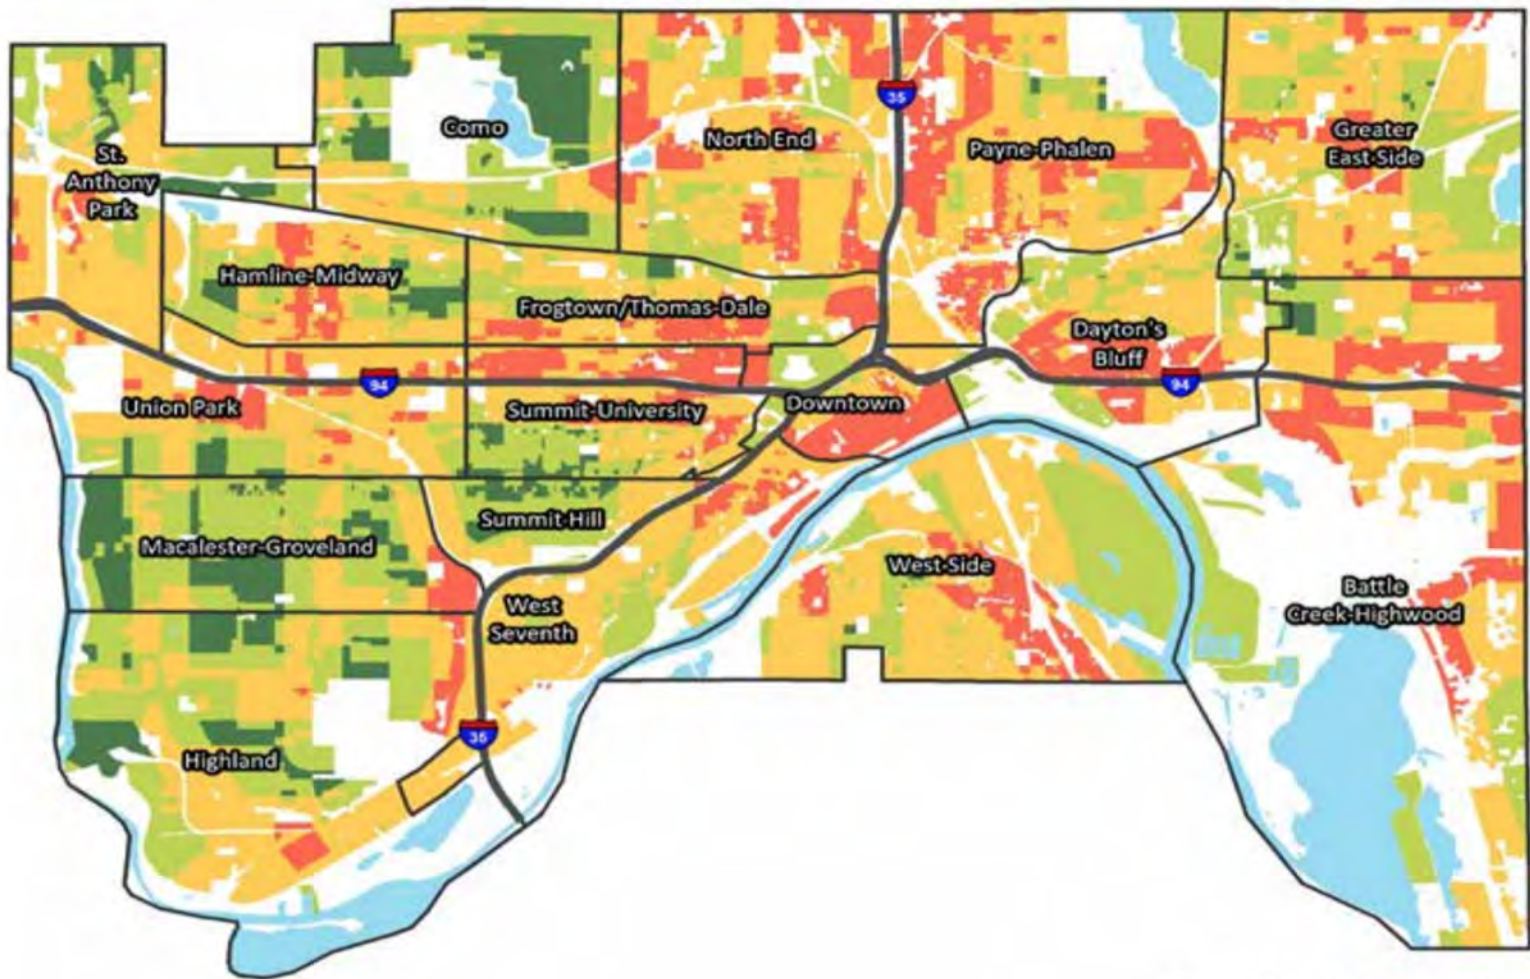 35
Como
North End
Payne-Phalen
Greater
East Side
St.
Anthony
Park
Hamline-Midway
Frogtown/Thomas-Dale
Dayton's
Bluff
94
94
Union Park
Summit-University
Downtown
Summit-Hill
Macalester-Groveland
West Side
Battle
Creek-Highwood
West
Seventh
35
Highland